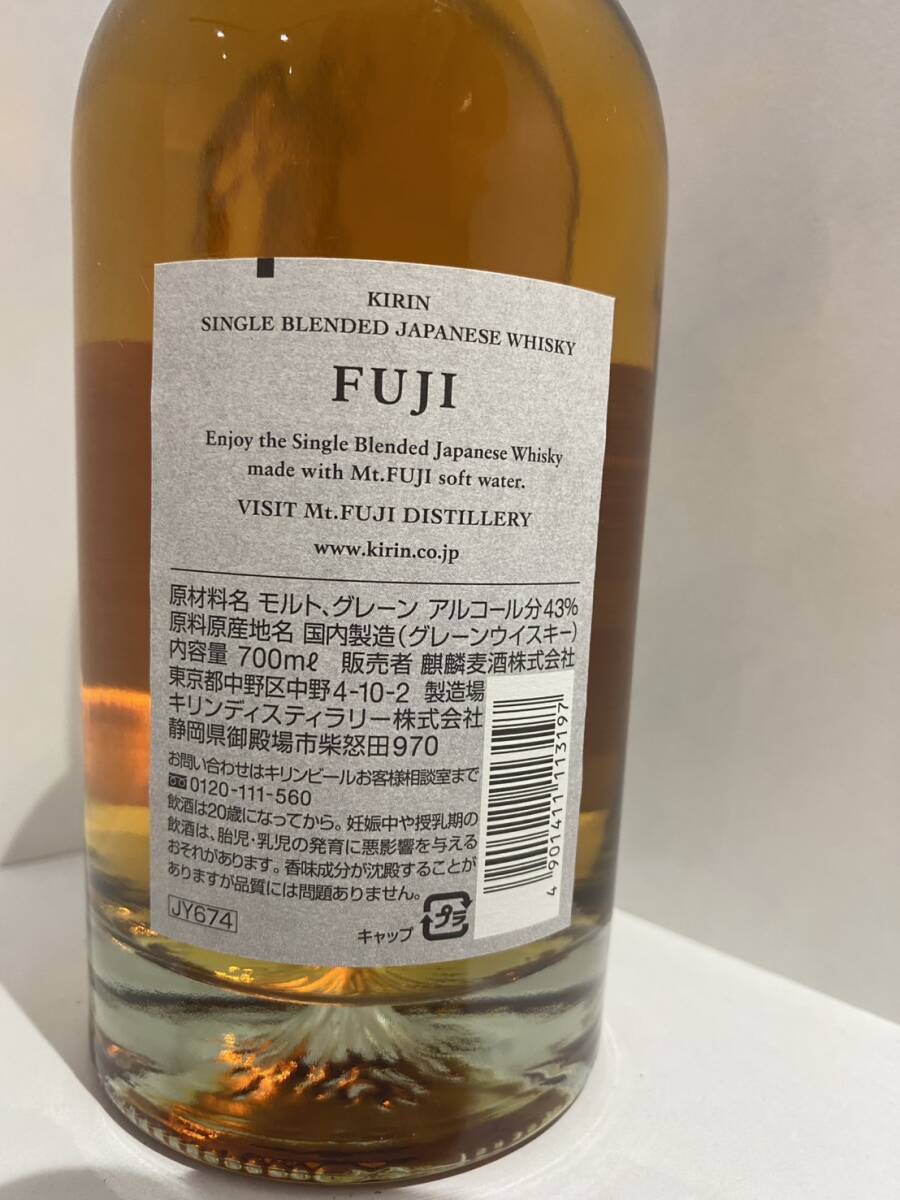 KIRIN
SINGLE BLENDED JAPANESE WHISKY
FUJI
Enjoy the Single Blended Japanese Whisky
made with Mt.FUJI soft water.
VISIT Mt.FUJI DISTILLERY
www.kirin.co.jp
原材料名 モルト、グレーン アルコール分43%
原料原産地名 国内製造(グレーンウイスキー)
内容量 700mℓ 販売者 麒麟麦酒株式会社
東京都中野区中野4-10-2 製造場
キリンディスティラリー株式会社
静岡県御殿場市柴怒田970
お問い合わせはキリンビールお客様相談室まで
0120-111-560
飲酒は20歳になってから。妊娠中や授乳期の
飲酒は、胎児・乳児の発育に悪影響を与える
おそれがあります。香味成分が沈殿することが
ありますが品質には問題ありません。
JY674
キャップ プラ
4 901411 113197